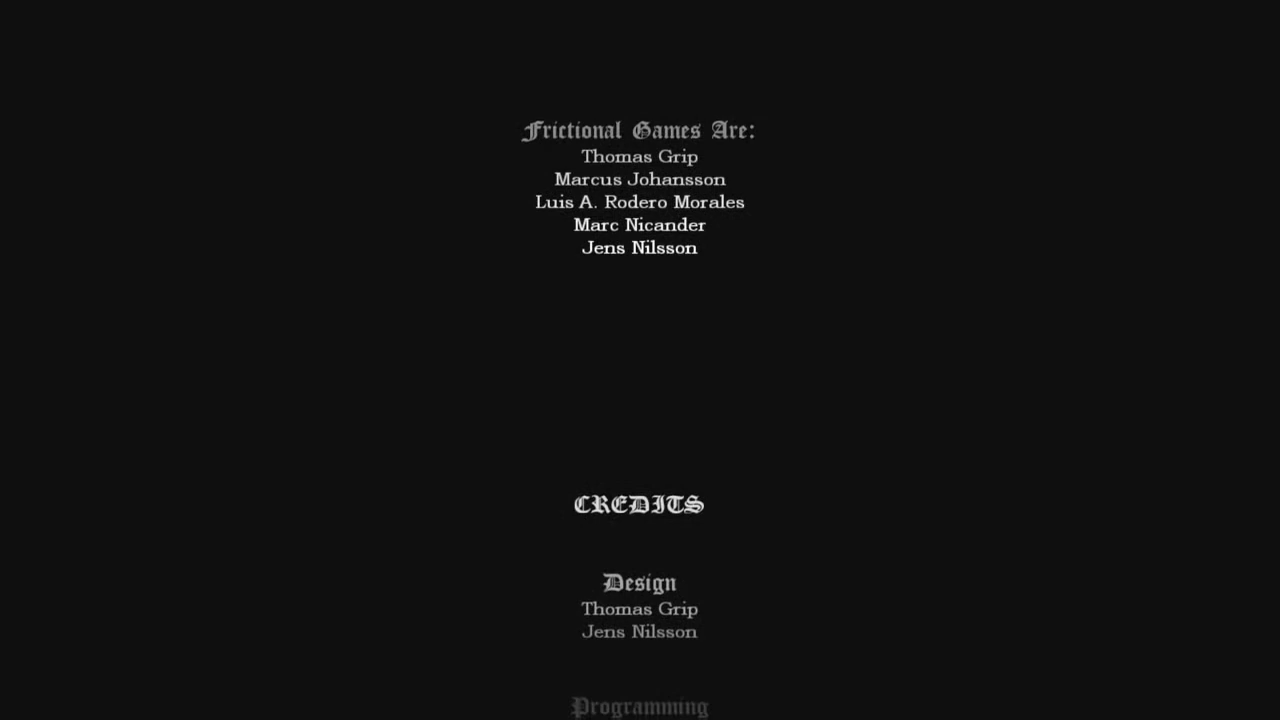 Frictional Games Are:
Thomas Grip
Marcus Johansson
Luis A. Rodero Morales
Marc Nicander
Jens Nilsson
CREDITS
Design
Thomas Grip
Jens Nilsson
Programming